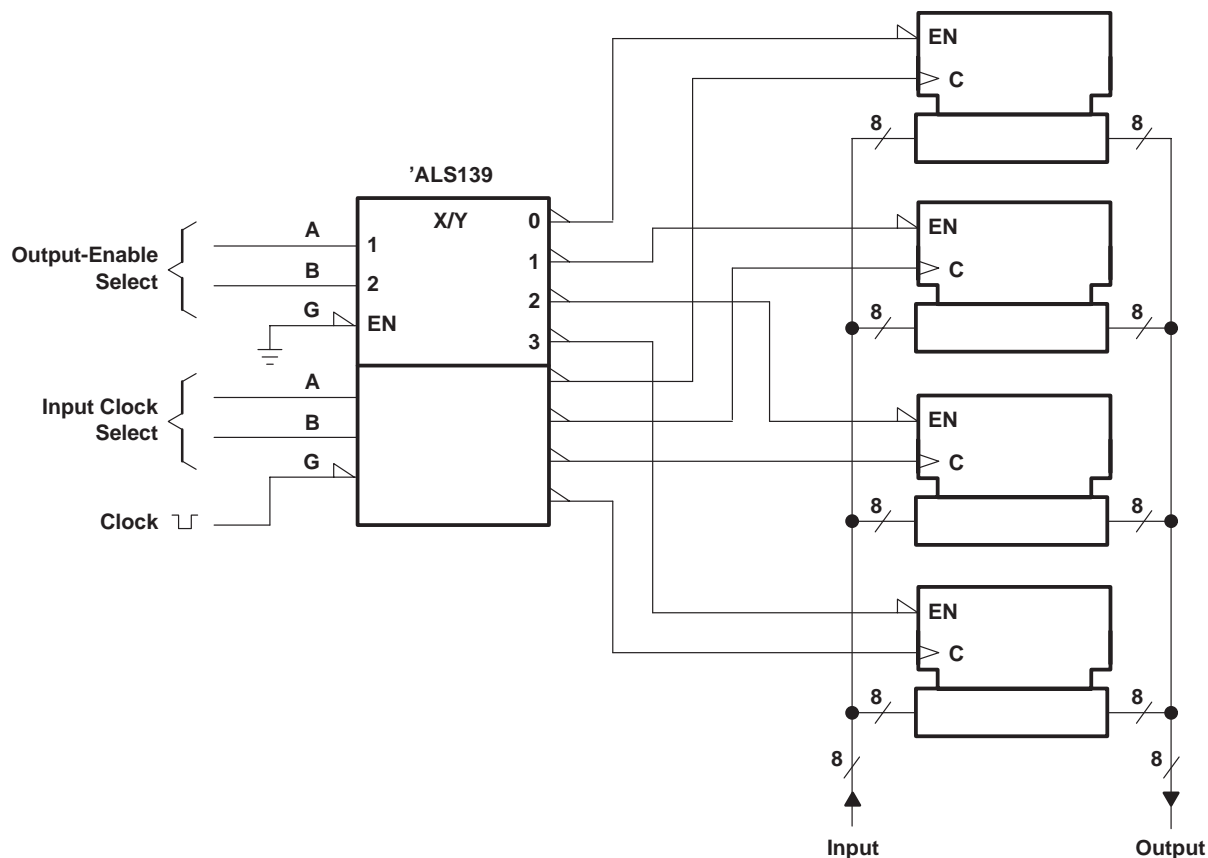 EN
C
8
8
'ALS139
X/Y
0
A
1
Output-Enable
Select
1
B
2
2
G
EN
3
EN
C
8
8
A
Input Clock
Select
B
G
Clock
EN
C
8
8
EN
C
8
8
8
8
Input
Output